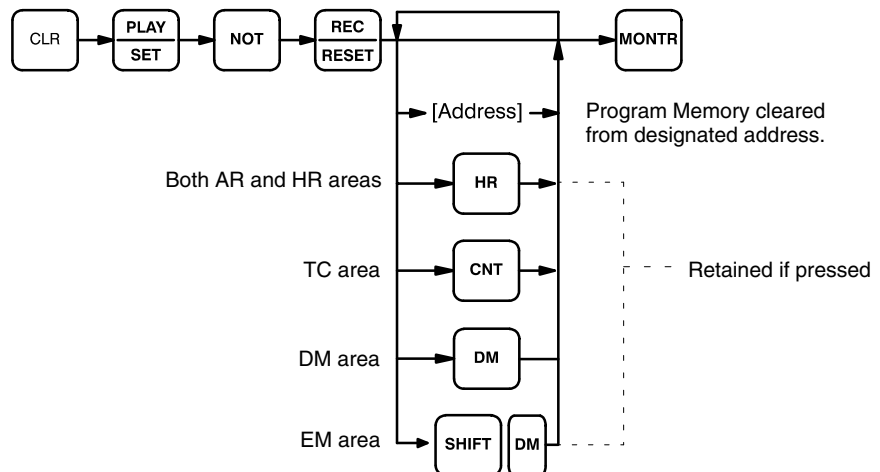 CLR
PLAY
SET
NOT
REC
RESET
MONTR
[Address]
Program Memory cleared
from designated address.
Both AR and HR areas
HR
TC area
CNT
Retained if pressed
DM area
DM
EM area
SHIFT
DM